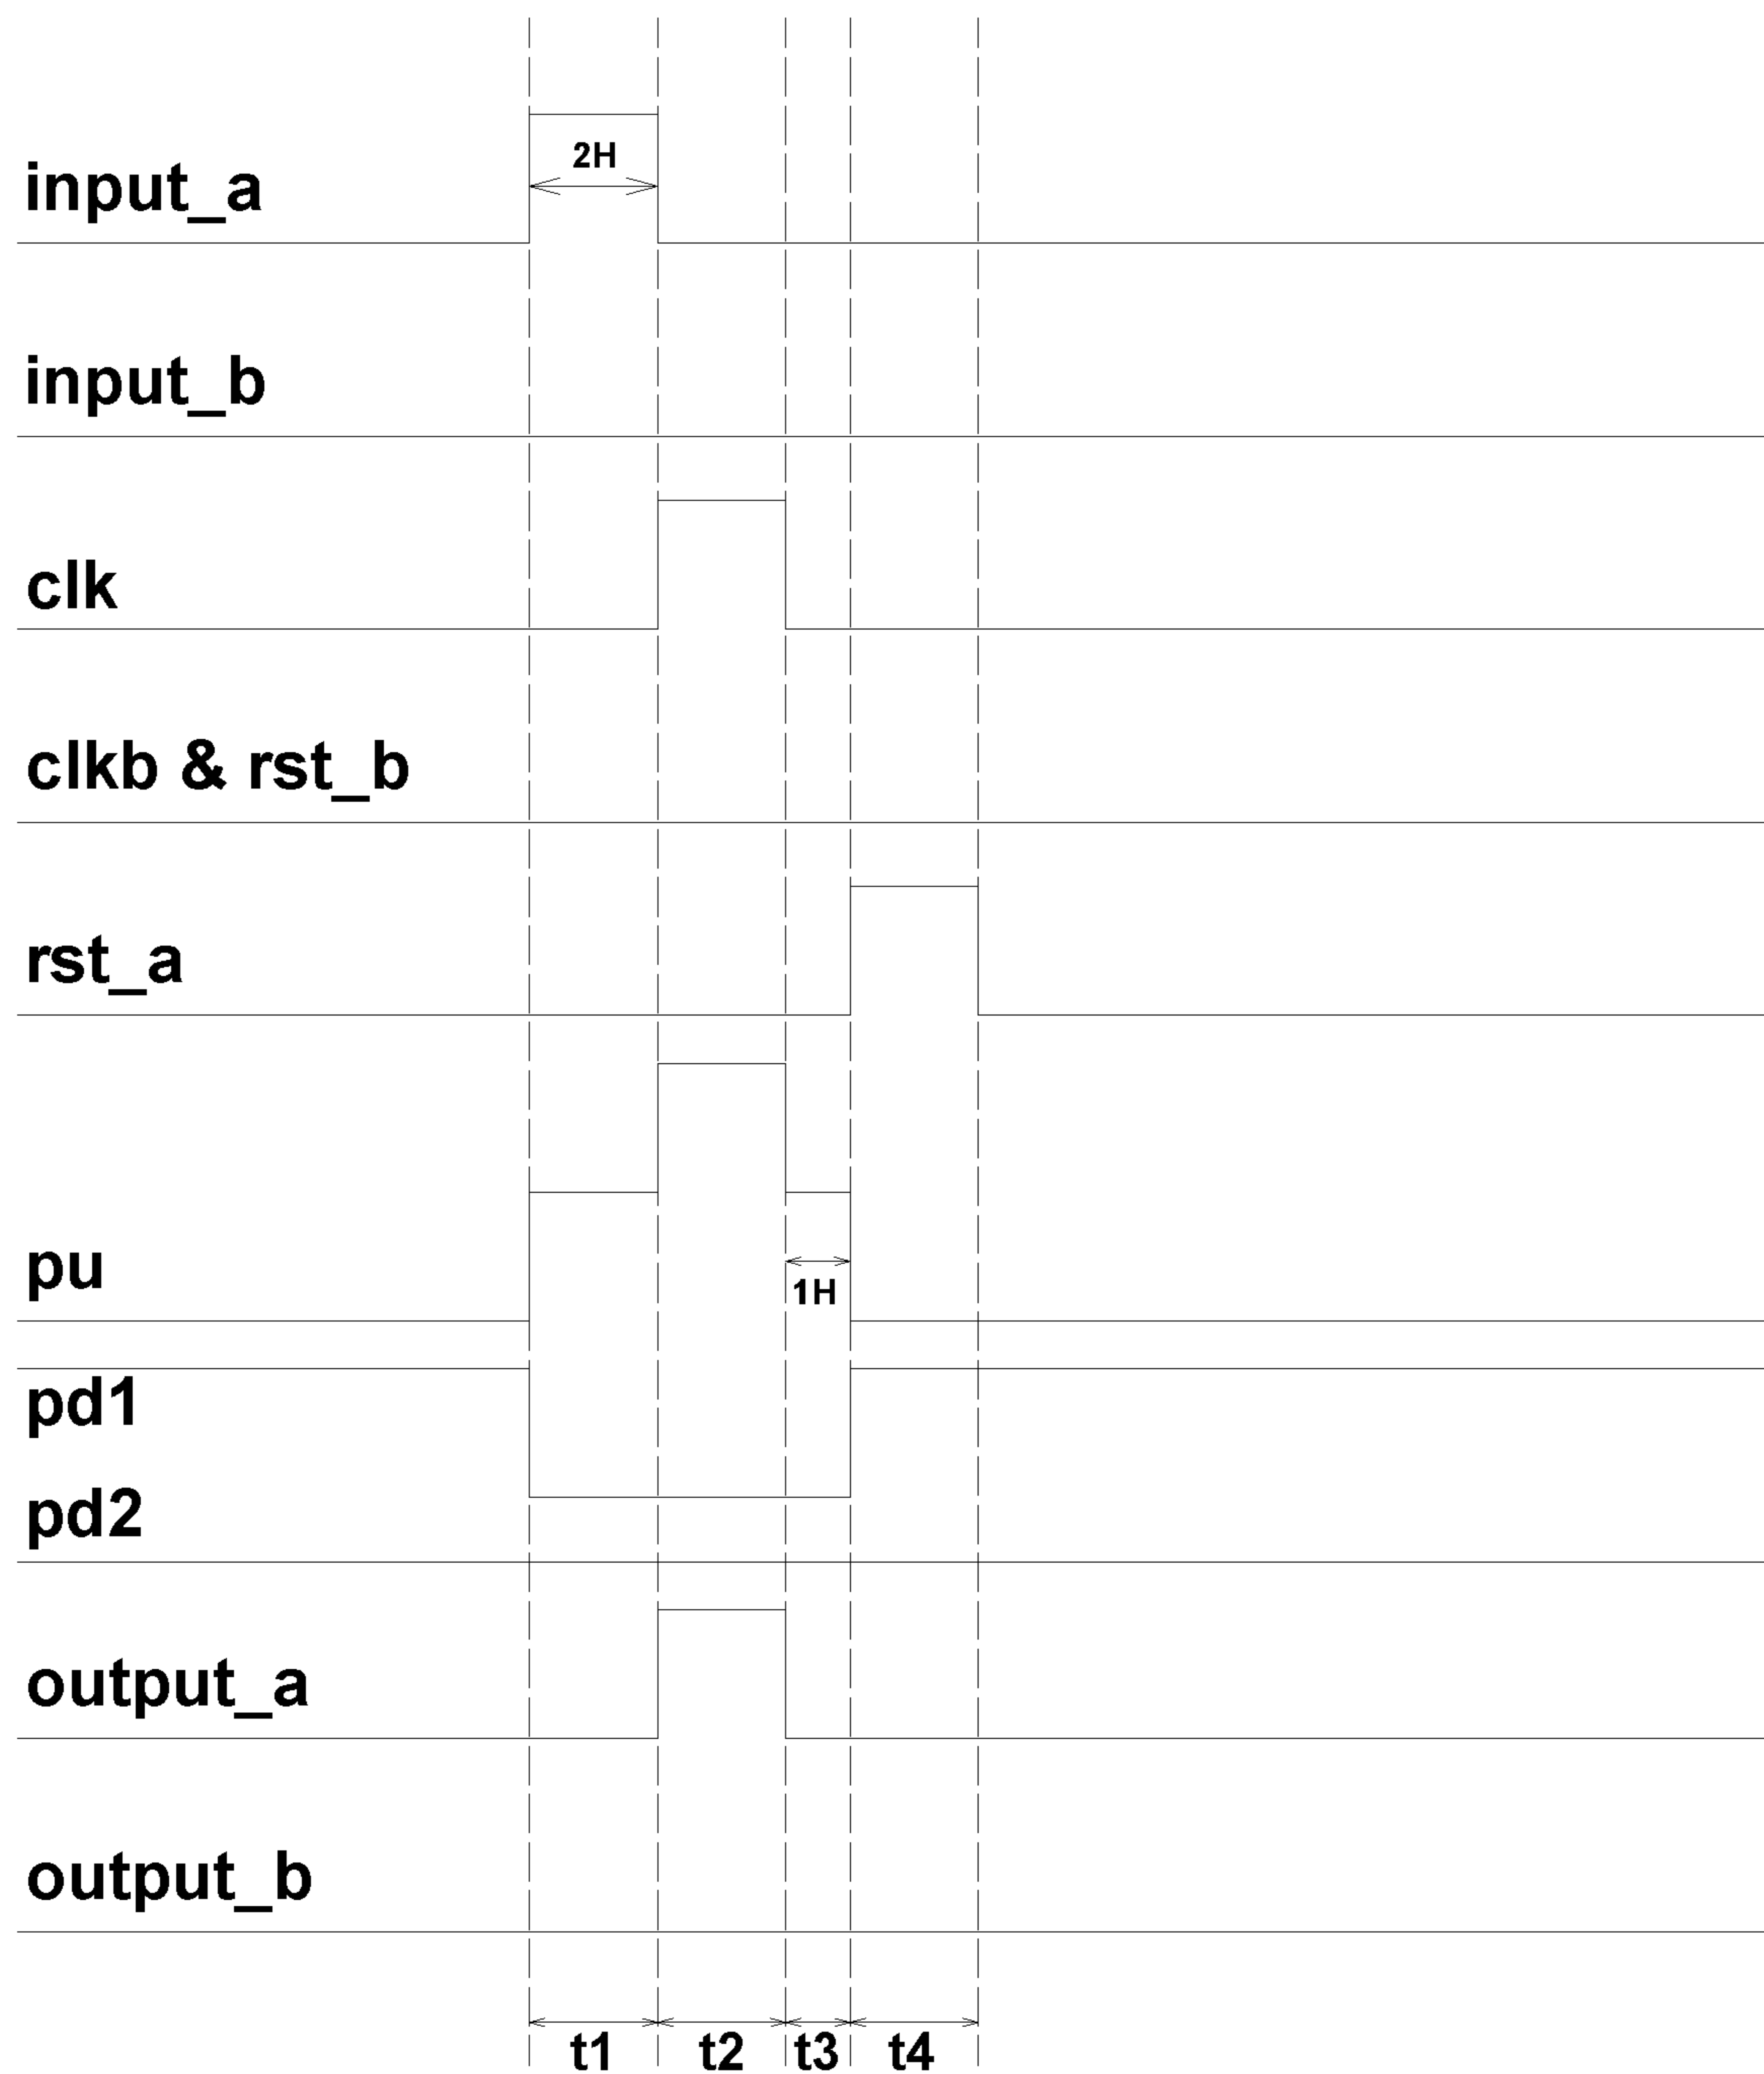 2H
input_a
input_b
clk
clkb & rst_b
rst_a
pu
1H
pd1
pd2
output_a
output_b
t1 t2 t3 t4